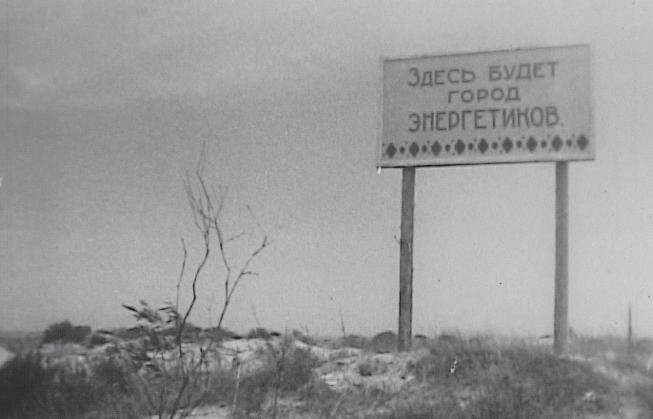 Здесь будет
город
энергетиков.